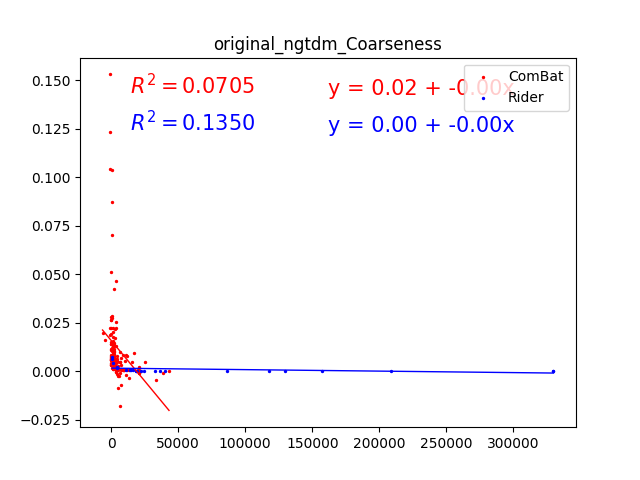 original_ngtdm_Coarseness
R² = 0.0705 y = 0.02 + -0.00x
R² = 0.1350 y = 0.00 + -0.00x
ComBat
Rider
0.150
0.125
0.100
0.075
0.050
0.025
0.000
−0.025
0 50000 100000 150000 200000 250000 300000